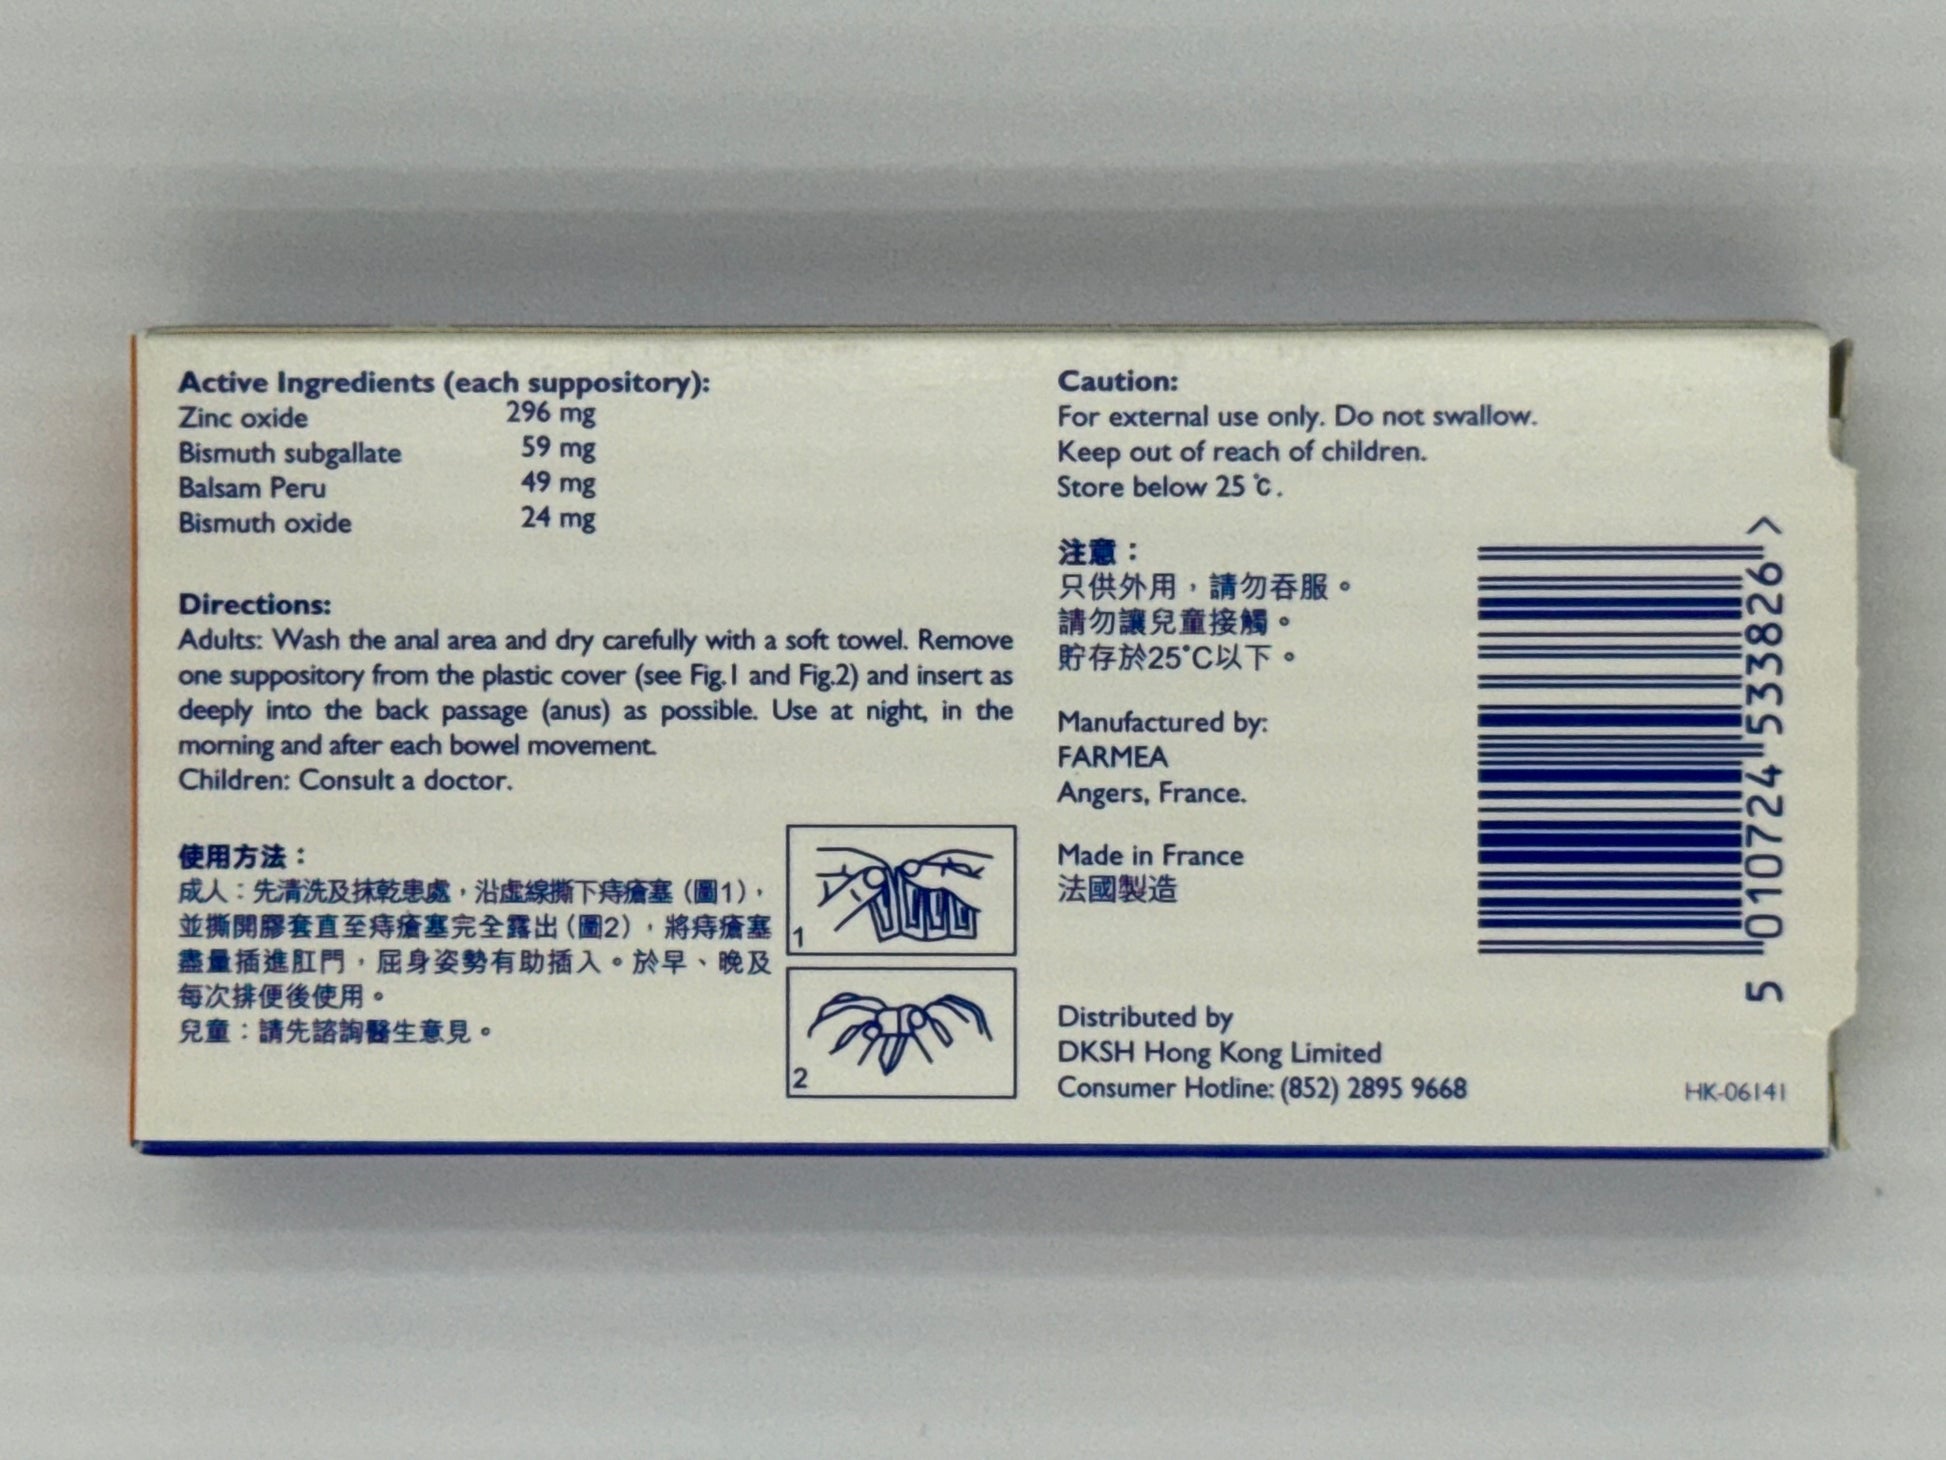 Active Ingredients (each suppository):
Zinc oxide 296 mg
Bismuth subgallate 59 mg
Balsam Peru 49 mg
Bismuth oxide 24 mg
Directions:
Adults: Wash the anal area and dry carefully with a soft towel. Remove
one suppository from the plastic cover (see Fig.1 and Fig.2) and insert as
deeply into the back passage (anus) as possible. Use at night, in the
morning and after each bowel movement.
Children: Consult a doctor.
使用方法：
成人：先清洗及抹乾患處，沿虛線撕下痔瘡塞（圖1），
並撕開膠套直至痔瘡塞完全露出（圖2），將痔瘡塞
盡量插進肛門，屈身姿勢有助插入。於早、晚及
每次排便後使用。
兒童：請先諮詢醫生意見。
1
2
Caution:
For external use only. Do not swallow.
Keep out of reach of children.
Store below 25℃.
注意：
只供外用，請勿吞服。
請勿讓兒童接觸。
貯存於25°C以下。
Manufactured by:
FARMEA
Angers, France.
Made in France
法國製造
Distributed by
DKSH Hong Kong Limited
Consumer Hotline: (852) 2895 9668
5 010724 533826 >
HK-06141